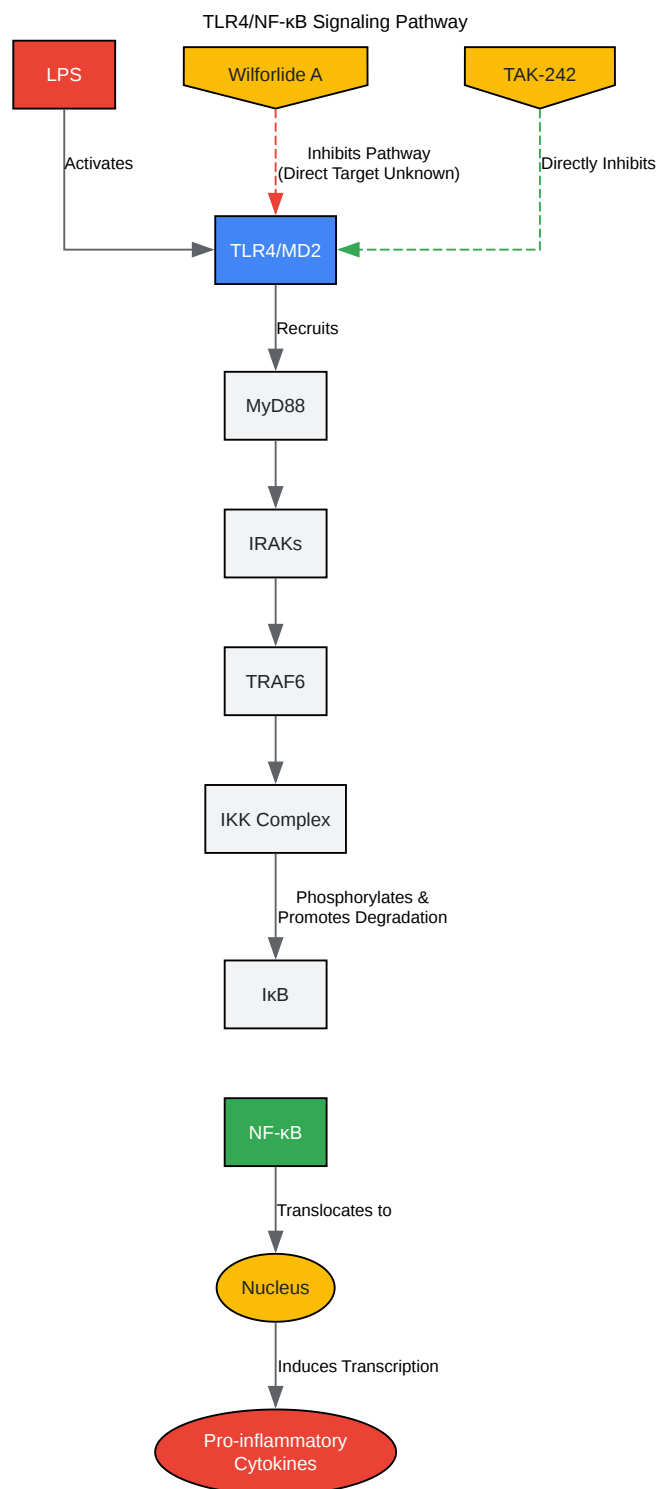 TLR4/NF-κB Signaling Pathway
LPS
Wilforlide A
TAK-242
Activates
Inhibits Pathway
(Direct Target Unknown)
Directly Inhibits
TLR4/MD2
Recruits
MyD88
IRAKs
TRAF6
IKK Complex
Phosphorylates &
Promotes Degradation
IκB
NF-κB
Translocates to
Nucleus
Induces Transcription
Pro-inflammatory
Cytokines